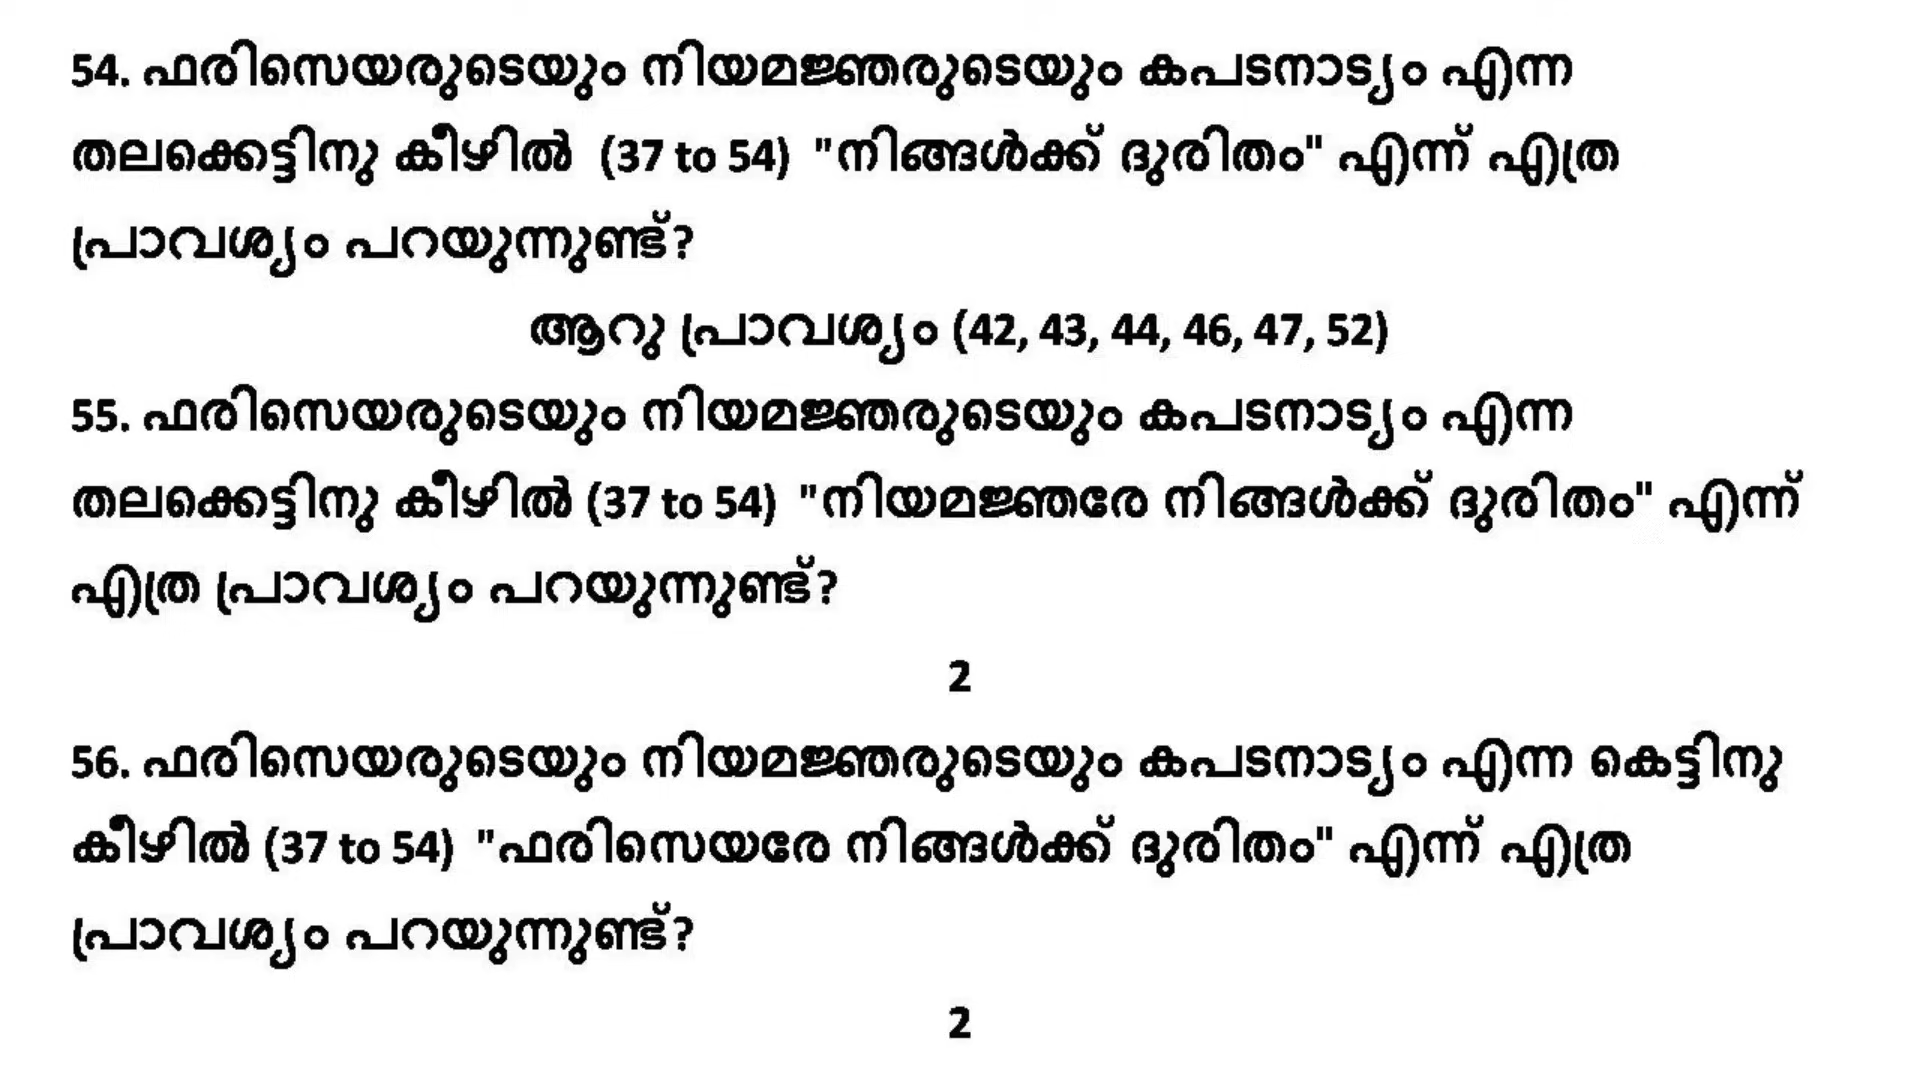 54. ഫരിസെയരുടെയും നിയമജ്ഞരുടെയും കപടനാട്യം എന്ന
തലക്കെട്ടിനു കീഴിൽ (37 to 54) "നിങ്ങൾക്ക് ദുരിതം" എന്ന് എത്ര
പ്രാവശ്യം പറയുന്നുണ്ട്?
ആറു പ്രാവശ്യം (42, 43, 44, 46, 47, 52)
55. ഫരിസെയരുടെയും നിയമജ്ഞരുടെയും കപടനാട്യം എന്ന
തലക്കെട്ടിനു കീഴിൽ (37 to 54) "നിയമജ്ഞരേ നിങ്ങൾക്ക് ദുരിതം" എന്ന്
എത്ര പ്രാവശ്യം പറയുന്നുണ്ട്?
2
56. ഫരിസെയരുടെയും നിയമജ്ഞരുടെയും കപടനാട്യം എന്ന കെട്ടിനു
കീഴിൽ (37 to 54) "ഫരിസെയരേ നിങ്ങൾക്ക് ദുരിതം" എന്ന് എത്ര
പ്രാവശ്യം പറയുന്നുണ്ട്?
2